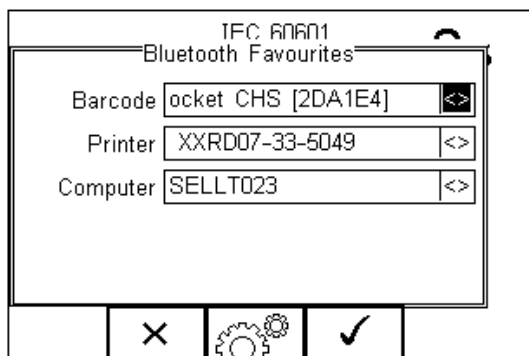 IEC 60601
Bluetooth Favourites
Barcode ocket CHS [2DA1E4] <>
Printer XXRD07-33-5049 <>
Computer SELLT023 <>